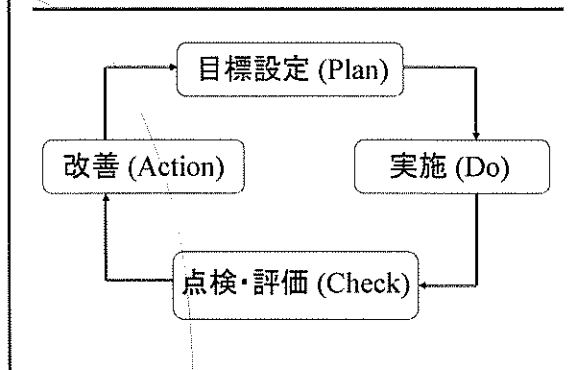 目標設定 (Plan)
改善 (Action)
実施 (Do)
点検・評価 (Check)